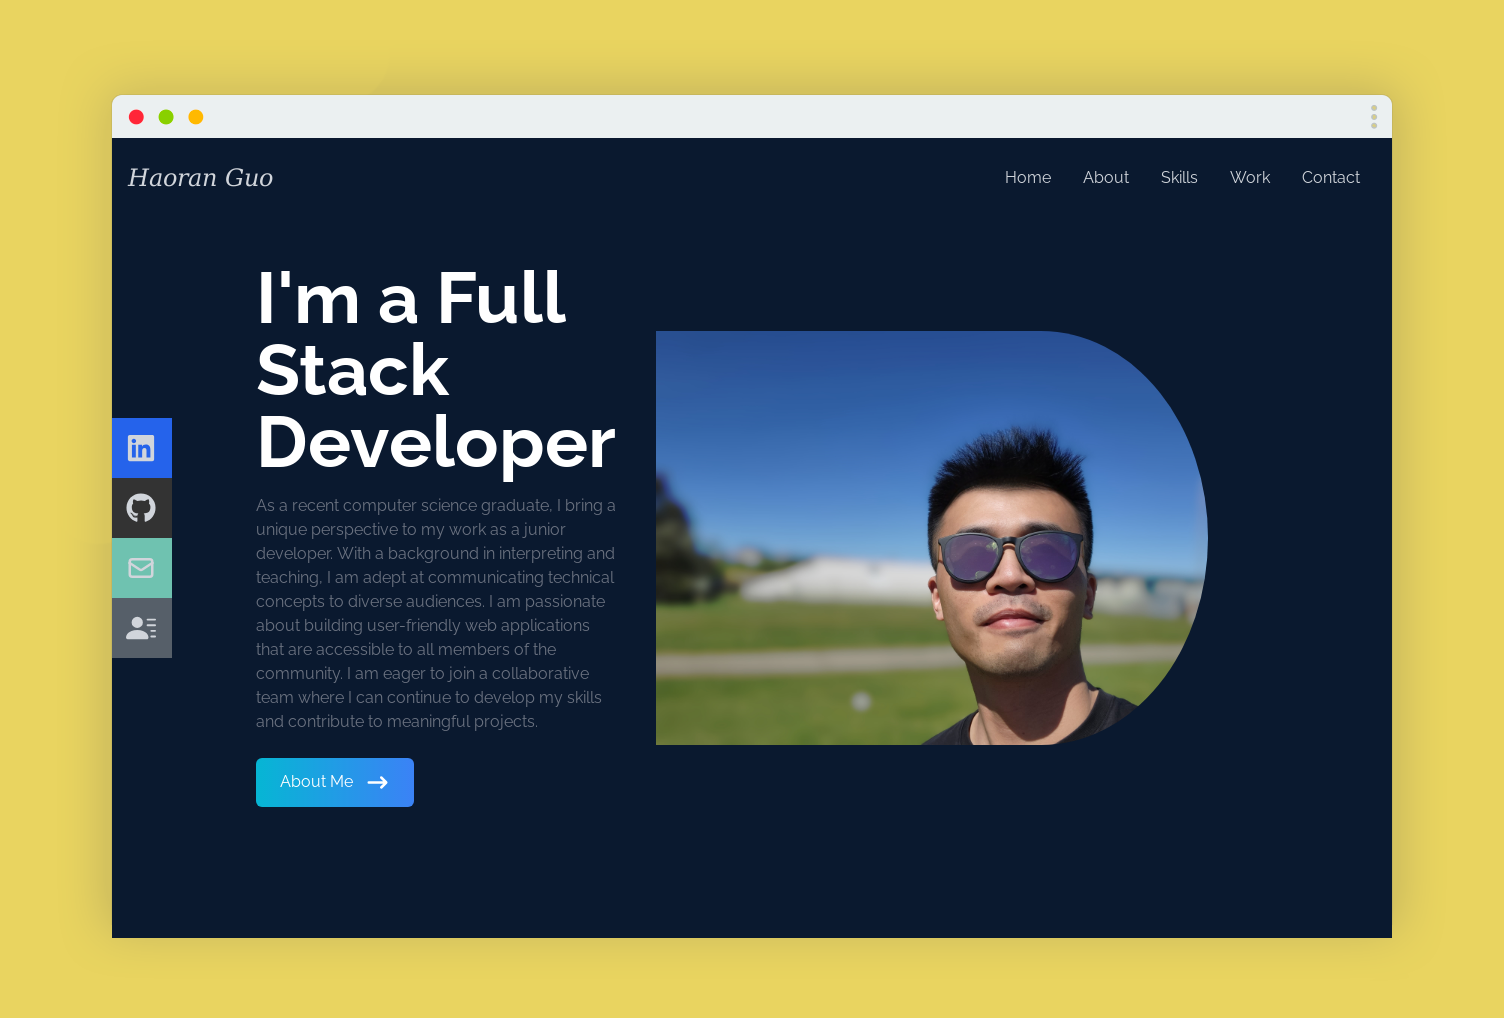 Haoran Guo
Home About Skills Work Contact
I'm a Full
Stack
Developer
As a recent computer science graduate, I bring a
unique perspective to my work as a junior
developer. With a background in interpreting and
teaching, I am adept at communicating technical
concepts to diverse audiences. I am passionate
about building user-friendly web applications
that are accessible to all members of the
community. I am eager to join a collaborative
team where I can continue to develop my skills
and contribute to meaningful projects.
About Me
in